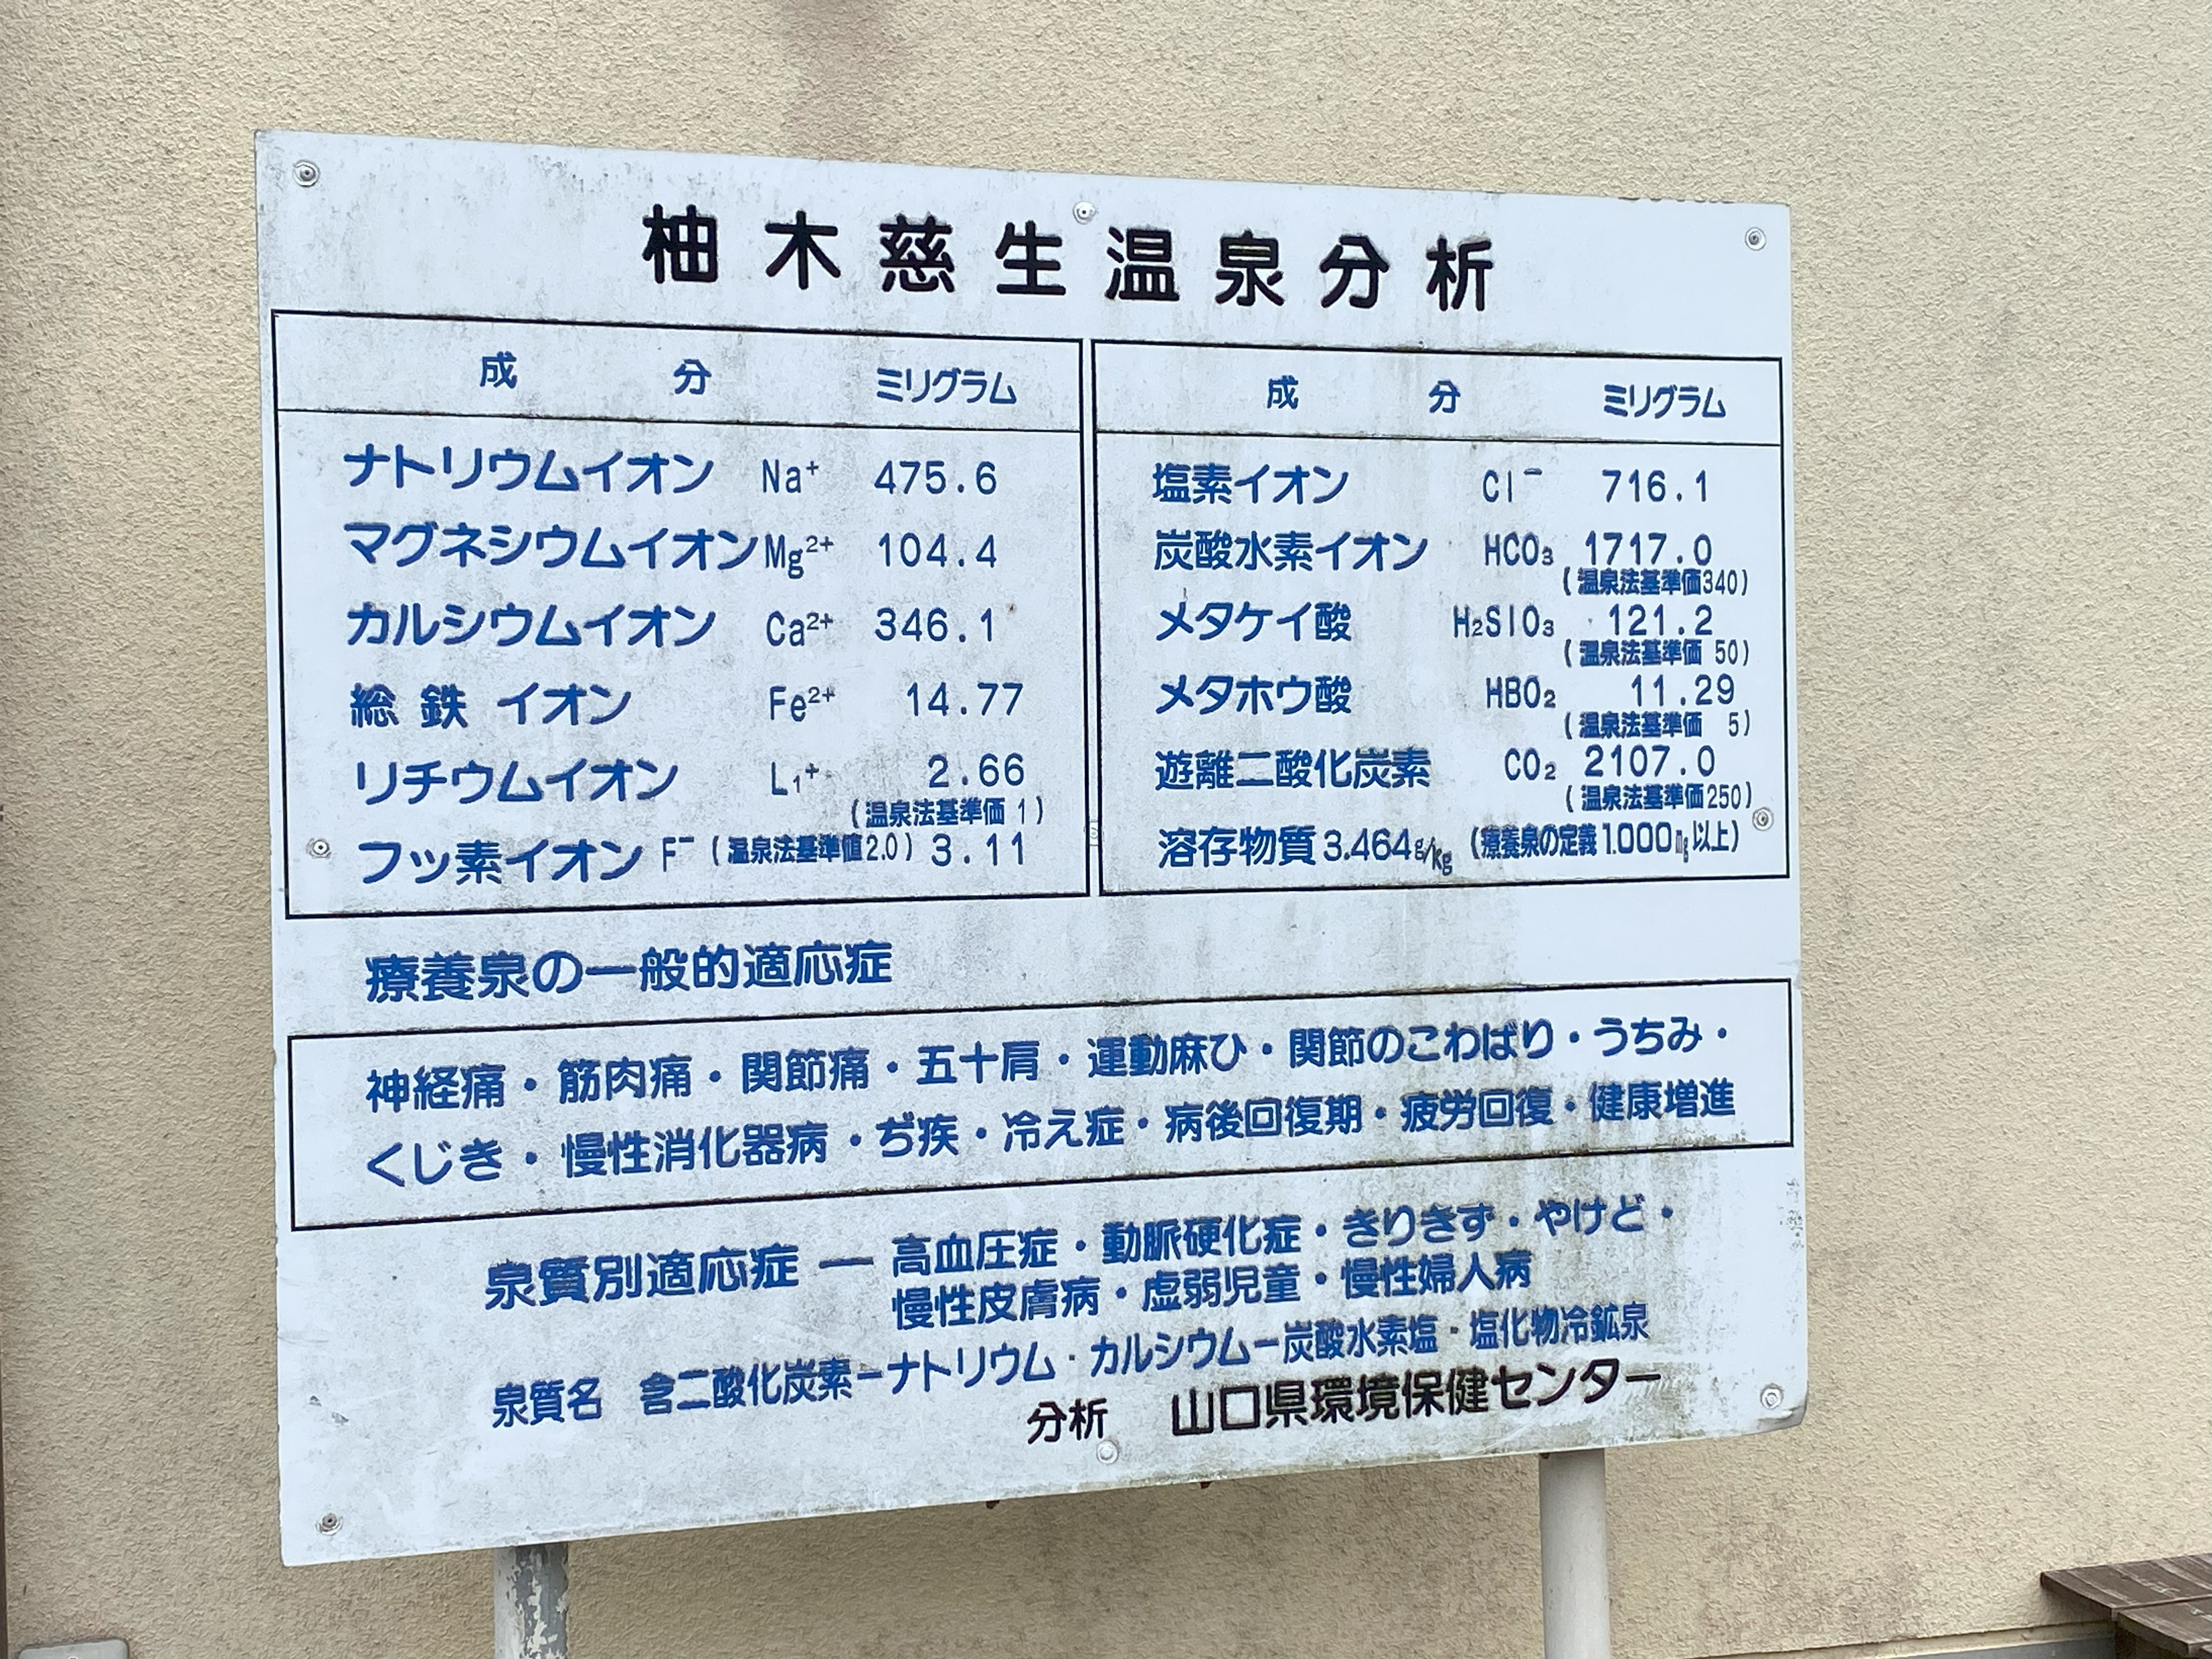 柚木慈生温泉分析
成分 ミリグラム
ナトリウムイオン Na⁺ 475.6
マグネシウムイオン Mg²⁺ 104.4
カルシウムイオン Ca²⁺ 346.1
総鉄イオン Fe²⁺ 14.77
リチウムイオン L₁⁺ 2.66
(温泉法基準価 1)
フッ素イオン F⁻ (温泉法基準値2.0) 3.11
成分 ミリグラム
塩素イオン Cl⁻ 716.1
炭酸水素イオン HCO₃ 1717.0
(温泉法基準価340)
メタケイ酸 H₂SIO₃ 121.2
(温泉法基準価 50)
メタホウ酸 HBO₂ 11.29
(温泉法基準価 5)
遊離二酸化炭素 CO₂ 2107.0
(温泉法基準価250)
溶存物質3.464g/kg (療養泉の定義1.000mg以上)
療養泉の一般的適応症
神経痛・筋肉痛・関節痛・五十肩・運動麻ひ・関節のこわばり・うちみ・
くじき・慢性消化器病・ぢ疾・冷え症・病後回復期・疲労回復・健康増進
泉質別適応症 ― 高血圧症・動脈硬化症・きりきず・やけど・
慢性皮膚病・虚弱児童・慢性婦人病
泉質名 含二酸化炭素－ナトリウム・カルシウム－炭酸水素塩・塩化物冷鉱泉
分析 山口県環境保健センター